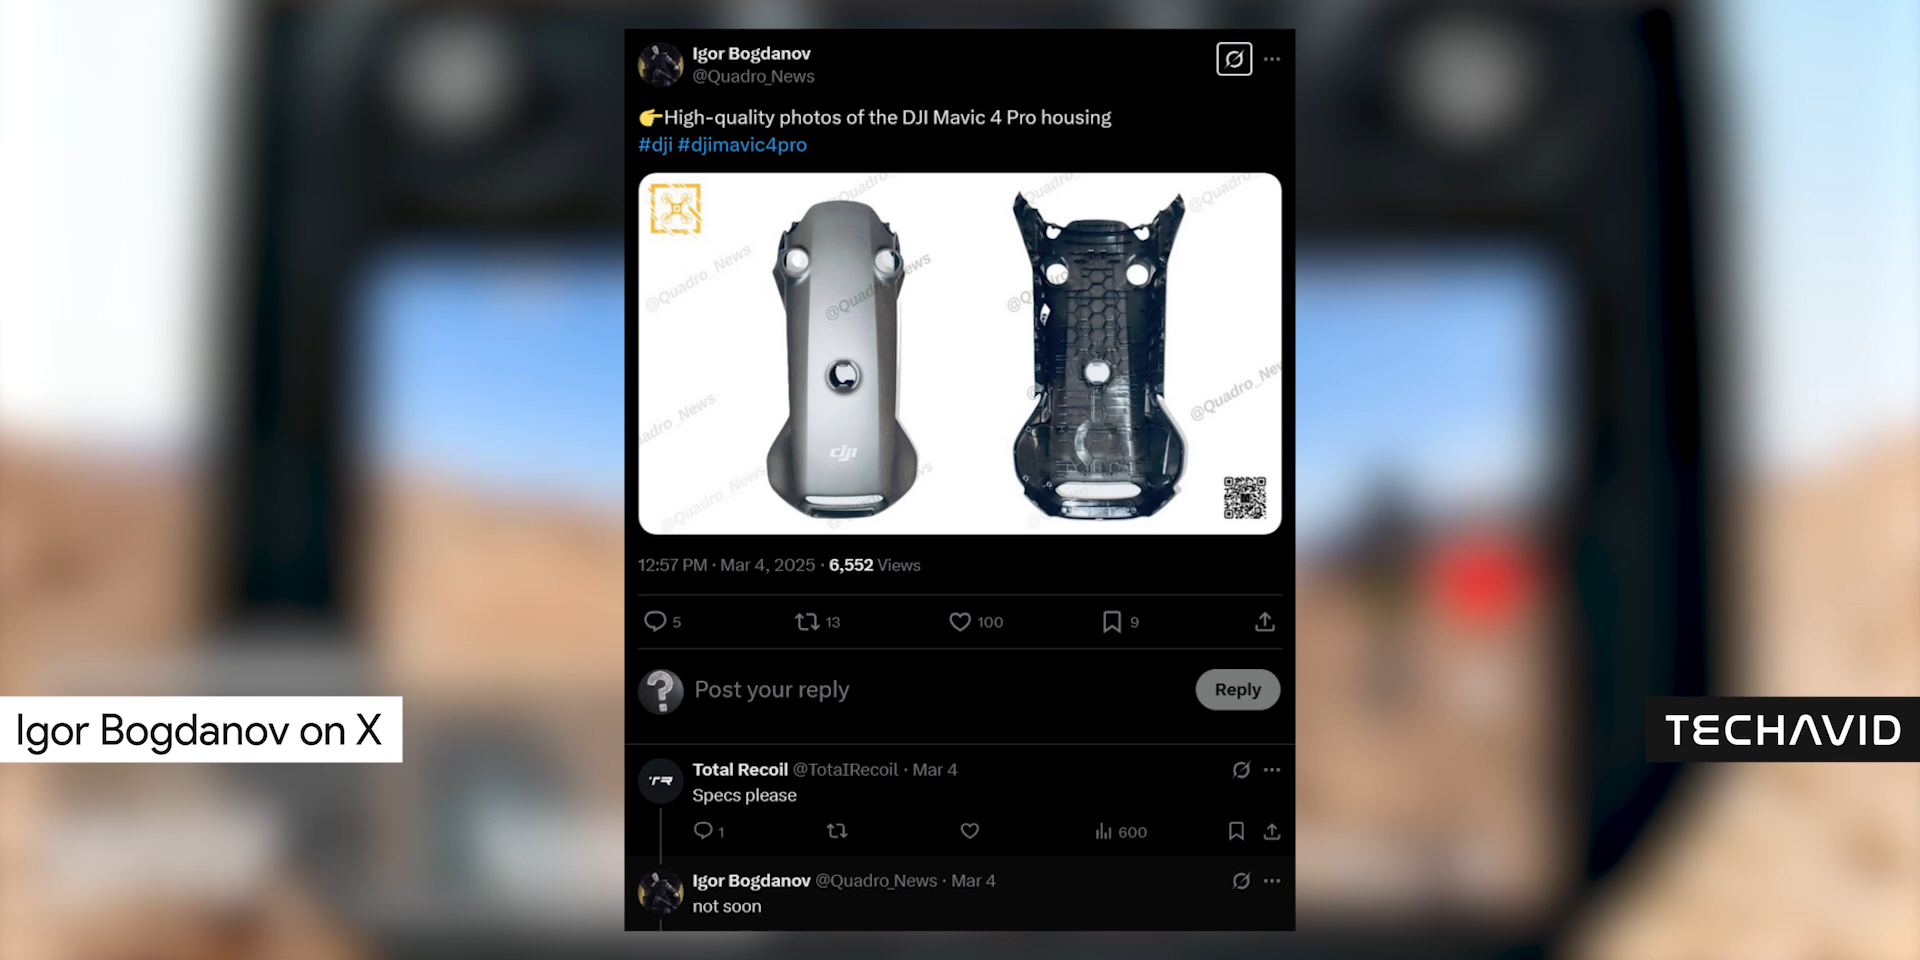 Igor Bogdanov
@Quadro_News
👉High-quality photos of the DJI Mavic 4 Pro housing
#dji #djimavic4pro
@Quadro_News
dji
12:57 PM · Mar 4, 2025 · 6,552 Views
5 13 100 9
Post your reply
Reply
Igor Bogdanov on X
TECHAVID
Total Recoil @TotalRecoil · Mar 4
Specs please
1 600
Igor Bogdanov @Quadro_News · Mar 4
not soon